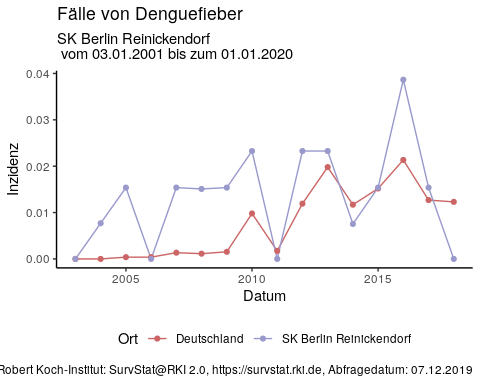 Fälle von Denguefieber
SK Berlin Reinickendorf
vom 03.01.2001 bis zum 01.01.2020
0.04
0.03
0.02
0.01
0.00
Inzidenz
2005 2010 2015
Datum
Ort Deutschland SK Berlin Reinickendorf
Robert Koch-Institut: SurvStat@RKI 2.0, https://survstat.rki.de, Abfragedatum: 07.12.2019